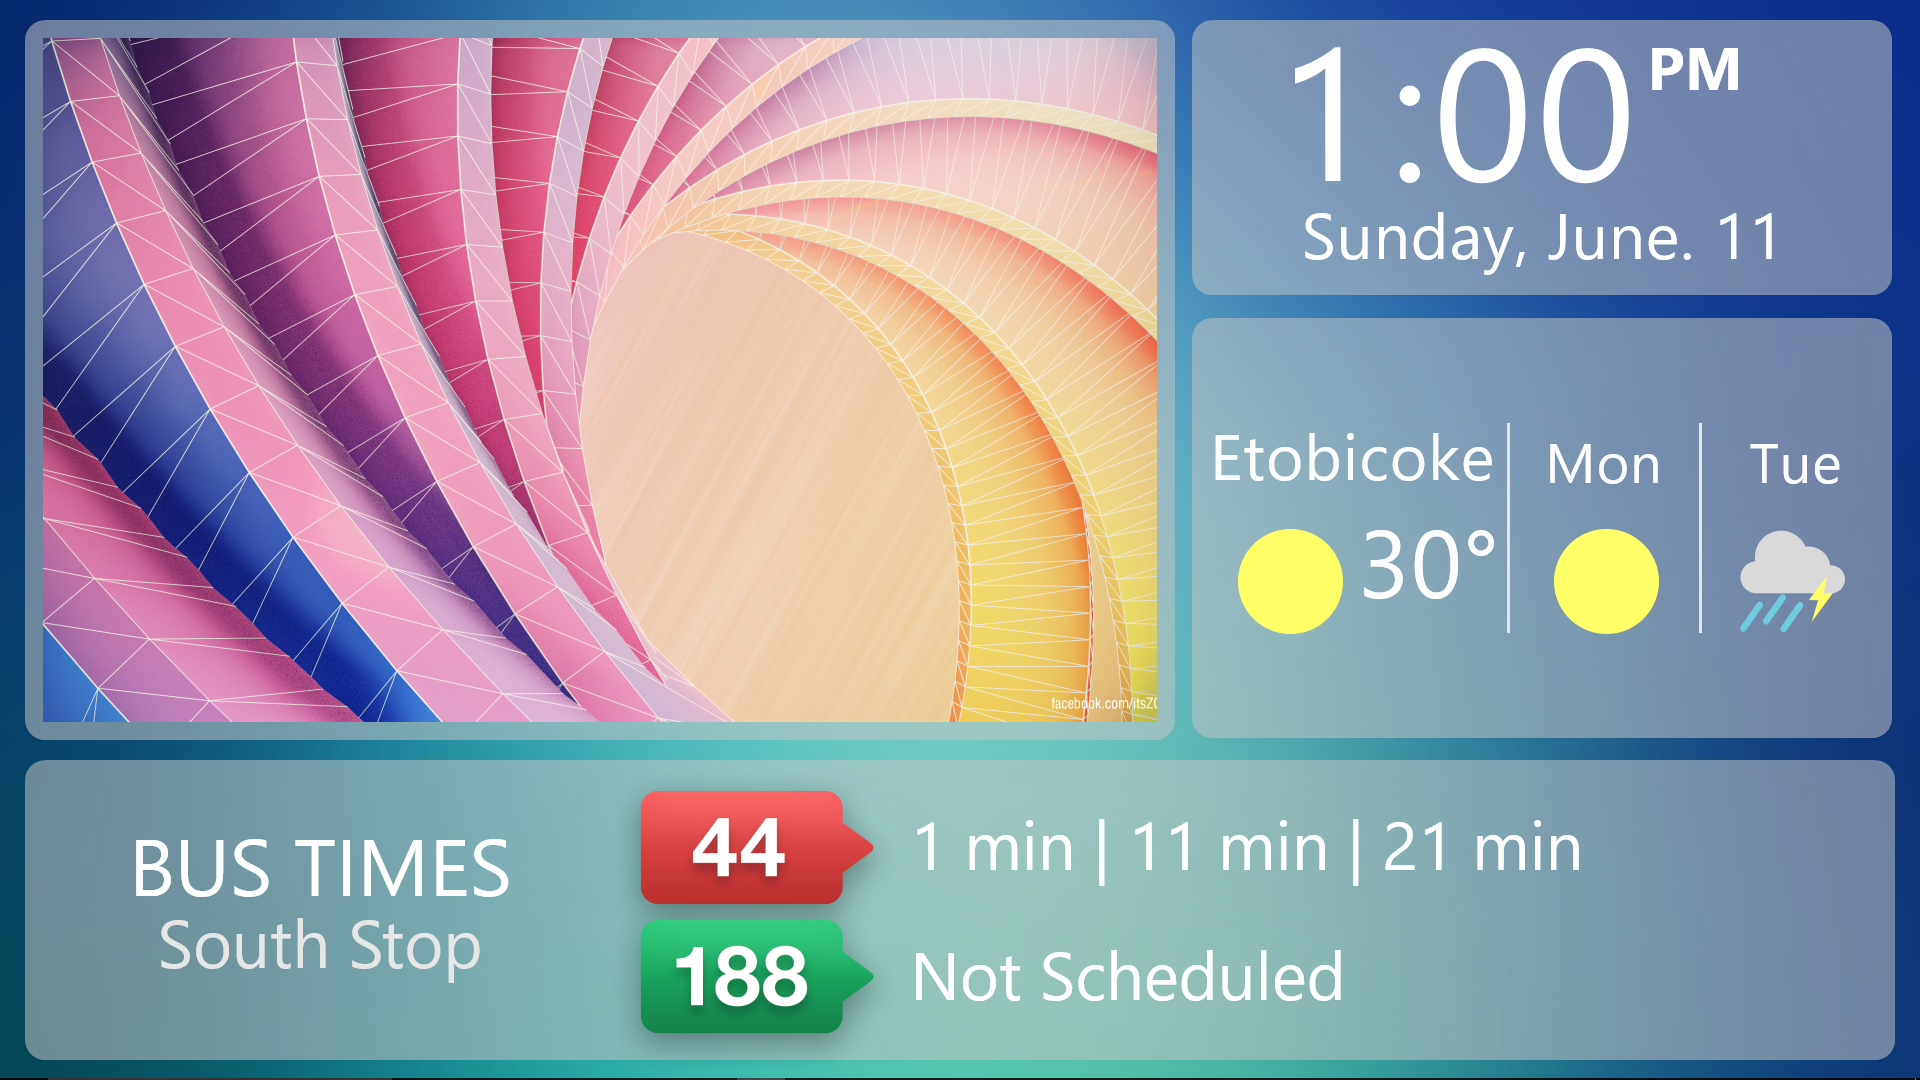 facebook.com/itsZ
1:00 PM
Sunday, June. 11
Etobicoke
30°
Mon
Tue
BUS TIMES
South Stop
44
1 min | 11 min | 21 min
188
Not Scheduled